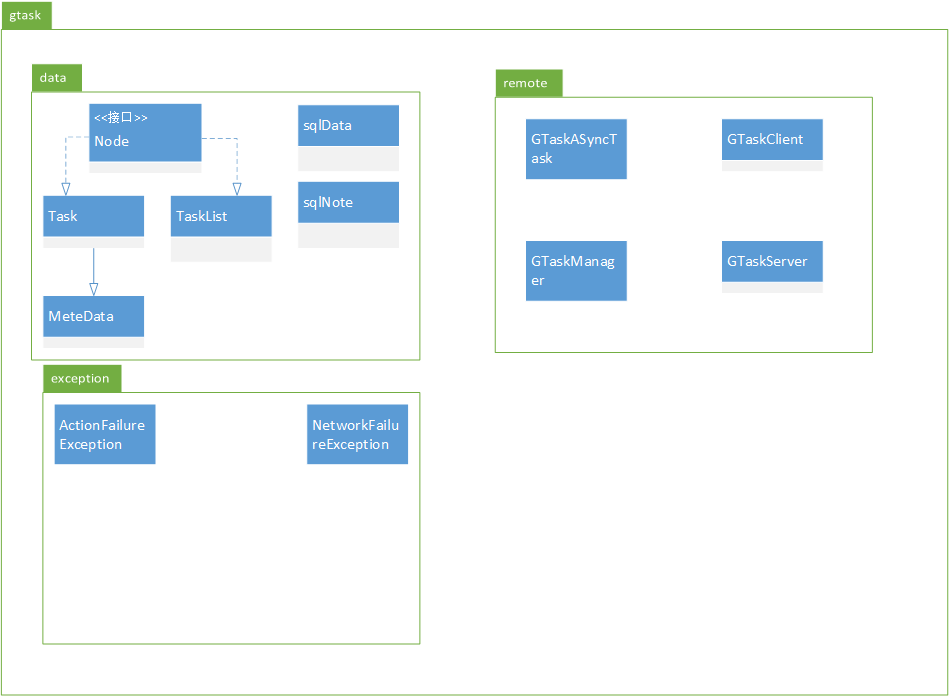 gtask
data
<<接口>>
Node
sqlData
sqlNote
Task
TaskList
MeteData
remote
GTaskASyncT
ask
GTaskClient
GTaskManag
er
GTaskServer
exception
ActionFailure
Exception
NetworkFailu
reException